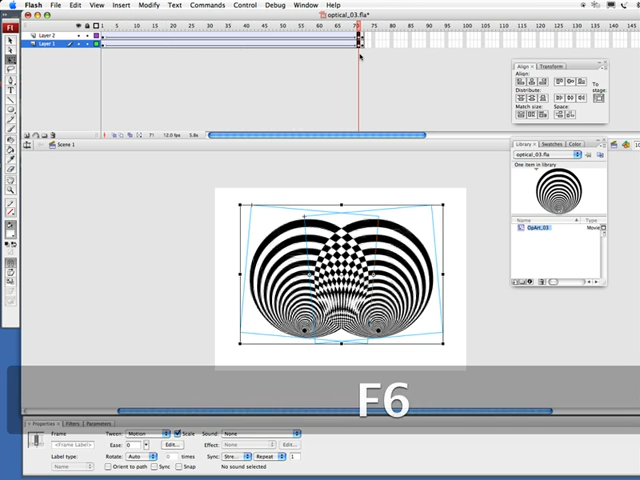 Flash File Edit View Insert Modify Text Commands Control Debug Window Help
optical_03.fla*
Layer 2
Layer 1
12.0 fps 5.8s
Scene 1
Align Transform
Align:
To stage:
Distribute:
Match size: Space:
Library Swatches Color
optical_03.fla
One item in library
Name Type
OpArt_03 Movie
F6
Properties Filters Parameters
Frame Tween: Motion Scale Sound: None
<Frame Label> Ease: 0 Edit... Effect: None Edit...
Label type: Rotate: Auto 0 times Sync: Stre... Repeat 1
Name Orient to path Sync Snap No sound selected